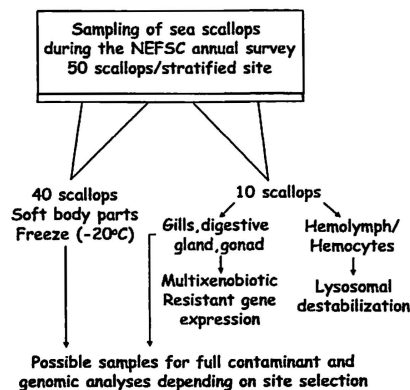 Sampling of sea scallops
during the NEFSC annual survey
50 scallops/stratified site
40 scallops
Soft body parts
Freeze (-20°C)
10 scallops
Gills,digestive
gland,gonad
Multixenobiotic
Resistant gene
expression
Hemolymph/
Hemocytes
Lysosomal
destabilization
Possible samples for full contaminant and
genomic analyses depending on site selection